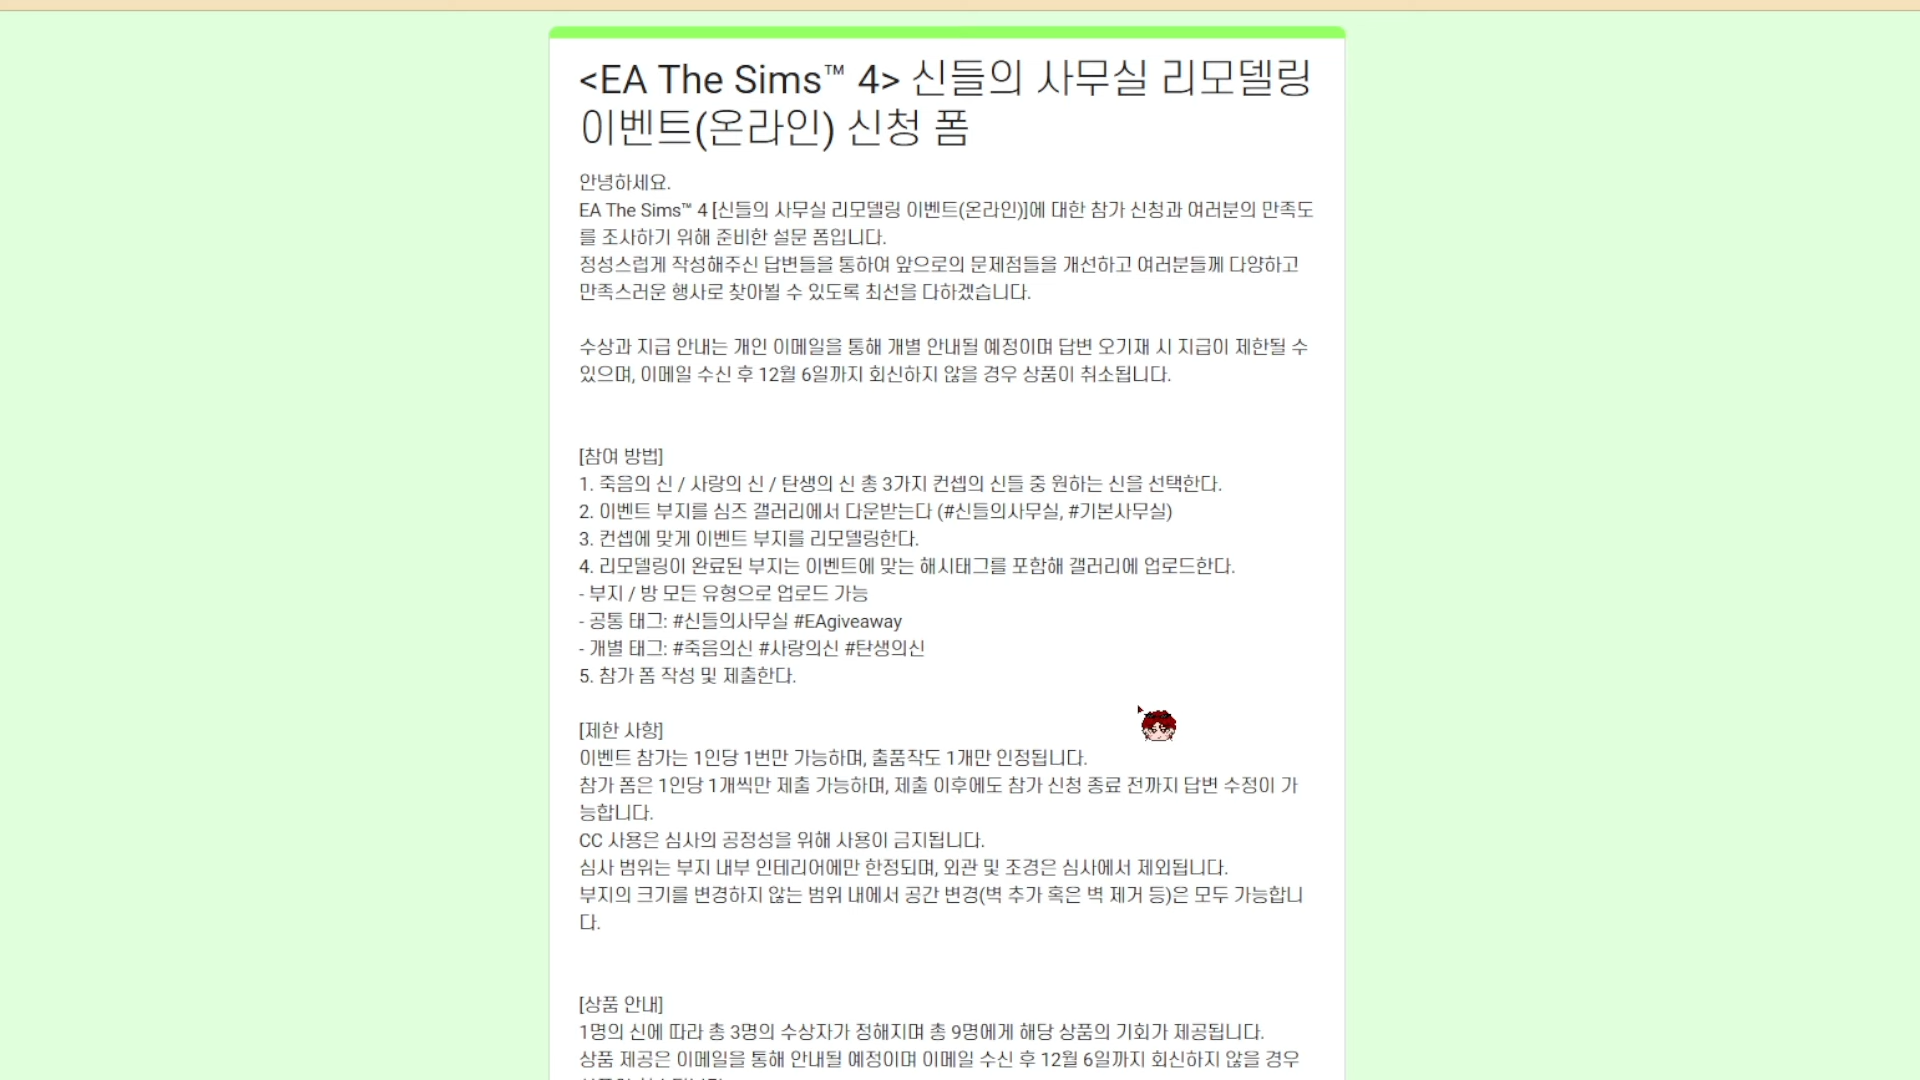 <EA The Sims™ 4> 신들의 사무실 리모델링
이벤트(온라인) 신청 폼
안녕하세요.
EA The Sims™ 4 [신들의 사무실 리모델링 이벤트(온라인)]에 대한 참가 신청과 여러분의 만족도
를 조사하기 위해 준비한 설문 폼입니다.
정성스럽게 작성해주신 답변들을 통하여 앞으로의 문제점들을 개선하고 여러분들께 다양하고
만족스러운 행사로 찾아뵐 수 있도록 최선을 다하겠습니다.
수상과 지급 안내는 개인 이메일을 통해 개별 안내될 예정이며 답변 오기재 시 지급이 제한될 수
있으며, 이메일 수신 후 12월 6일까지 회신하지 않을 경우 상품이 취소됩니다.
[참여 방법]
1. 죽음의 신 / 사랑의 신 / 탄생의 신 총 3가지 컨셉의 신들 중 원하는 신을 선택한다.
2. 이벤트 부지를 심즈 갤러리에서 다운받는다 (#신들의사무실, #기본사무실)
3. 컨셉에 맞게 이벤트 부지를 리모델링한다.
4. 리모델링이 완료된 부지는 이벤트에 맞는 해시태그를 포함해 갤러리에 업로드한다.
- 부지 / 방 모든 유형으로 업로드 가능
- 공통 태그: #신들의사무실 #EAgiveaway
- 개별 태그: #죽음의신 #사랑의신 #탄생의신
5. 참가 폼 작성 및 제출한다.
[제한 사항]
이벤트 참가는 1인당 1번만 가능하며, 출품작도 1개만 인정됩니다.
참가 폼은 1인당 1개씩만 제출 가능하며, 제출 이후에도 참가 신청 종료 전까지 답변 수정이 가
능합니다.
CC 사용은 심사의 공정성을 위해 사용이 금지됩니다.
심사 범위는 부지 내부 인테리어에만 한정되며, 외관 및 조경은 심사에서 제외됩니다.
부지의 크기를 변경하지 않는 범위 내에서 공간 변경(벽 추가 혹은 벽 제거 등)은 모두 가능합니
다.
[상품 안내]
1명의 신에 따라 총 3명의 수상자가 정해지며 총 9명에게 해당 상품의 기회가 제공됩니다.
상품 제공은 이메일을 통해 안내될 예정이며 이메일 수신 후 12월 6일까지 회신하지 않을 경우